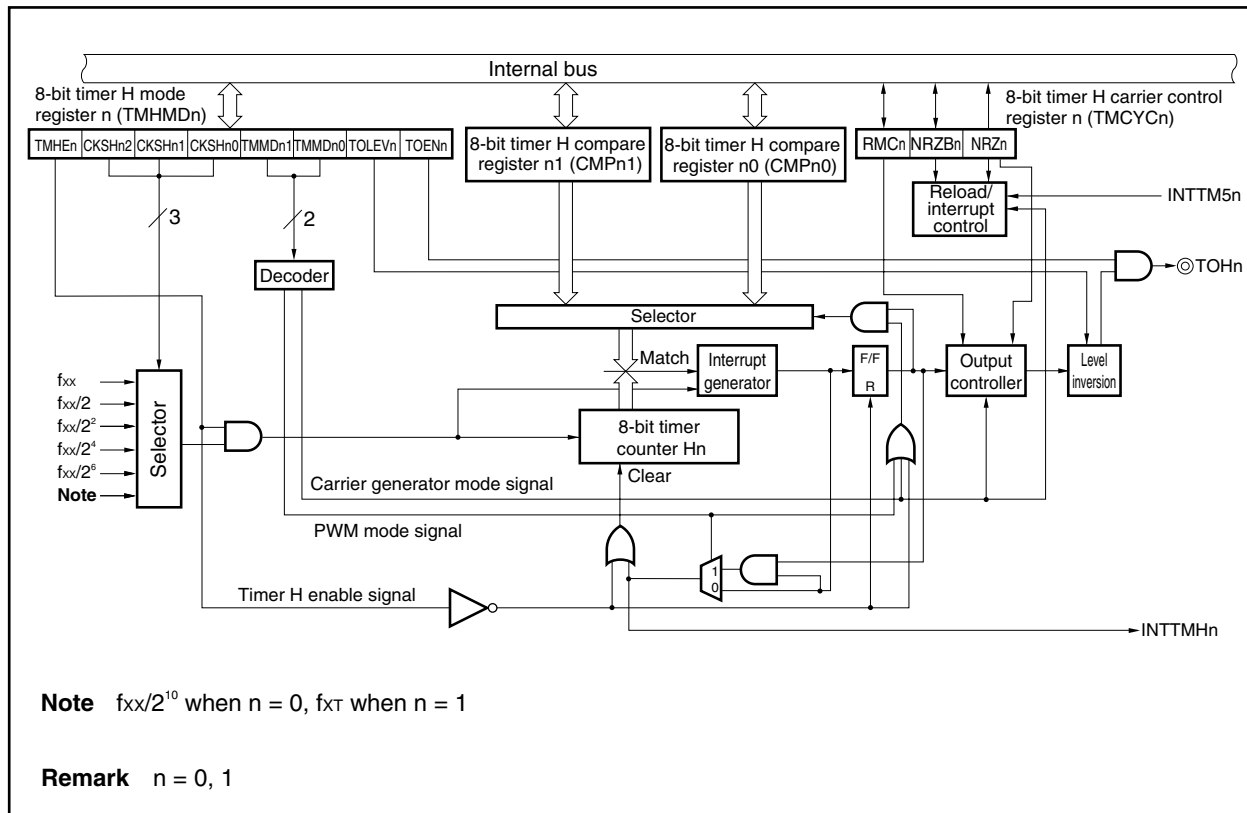 Internal bus
8-bit timer H mode
register n (TMHMDn)
TMHEn CKSHn2 CKSHn1 CKSHn0 TMMDn1 TMMDn0 TOLEVn TOENn
8-bit timer H compare
register n1 (CMPn1)
8-bit timer H compare
register n0 (CMPn0)
8-bit timer H carrier control
register n (TMCYCn)
RMCn NRZBn NRZn
Reload/
interrupt
control
INTTM5n
3
2
Decoder
TOHn
Selector
Match
Interrupt
generator
F/F
R
Output
controller
Level
inversion
fxx
fxx/2
fxx/2²
fxx/2⁴
fxx/2⁶
Note
Selector
8-bit timer
counter Hn
Clear
Carrier generator mode signal
PWM mode signal
1
0
Timer H enable signal
INTTMHn
Note fxx/2¹⁰ when n = 0, fxT when n = 1
Remark n = 0, 1